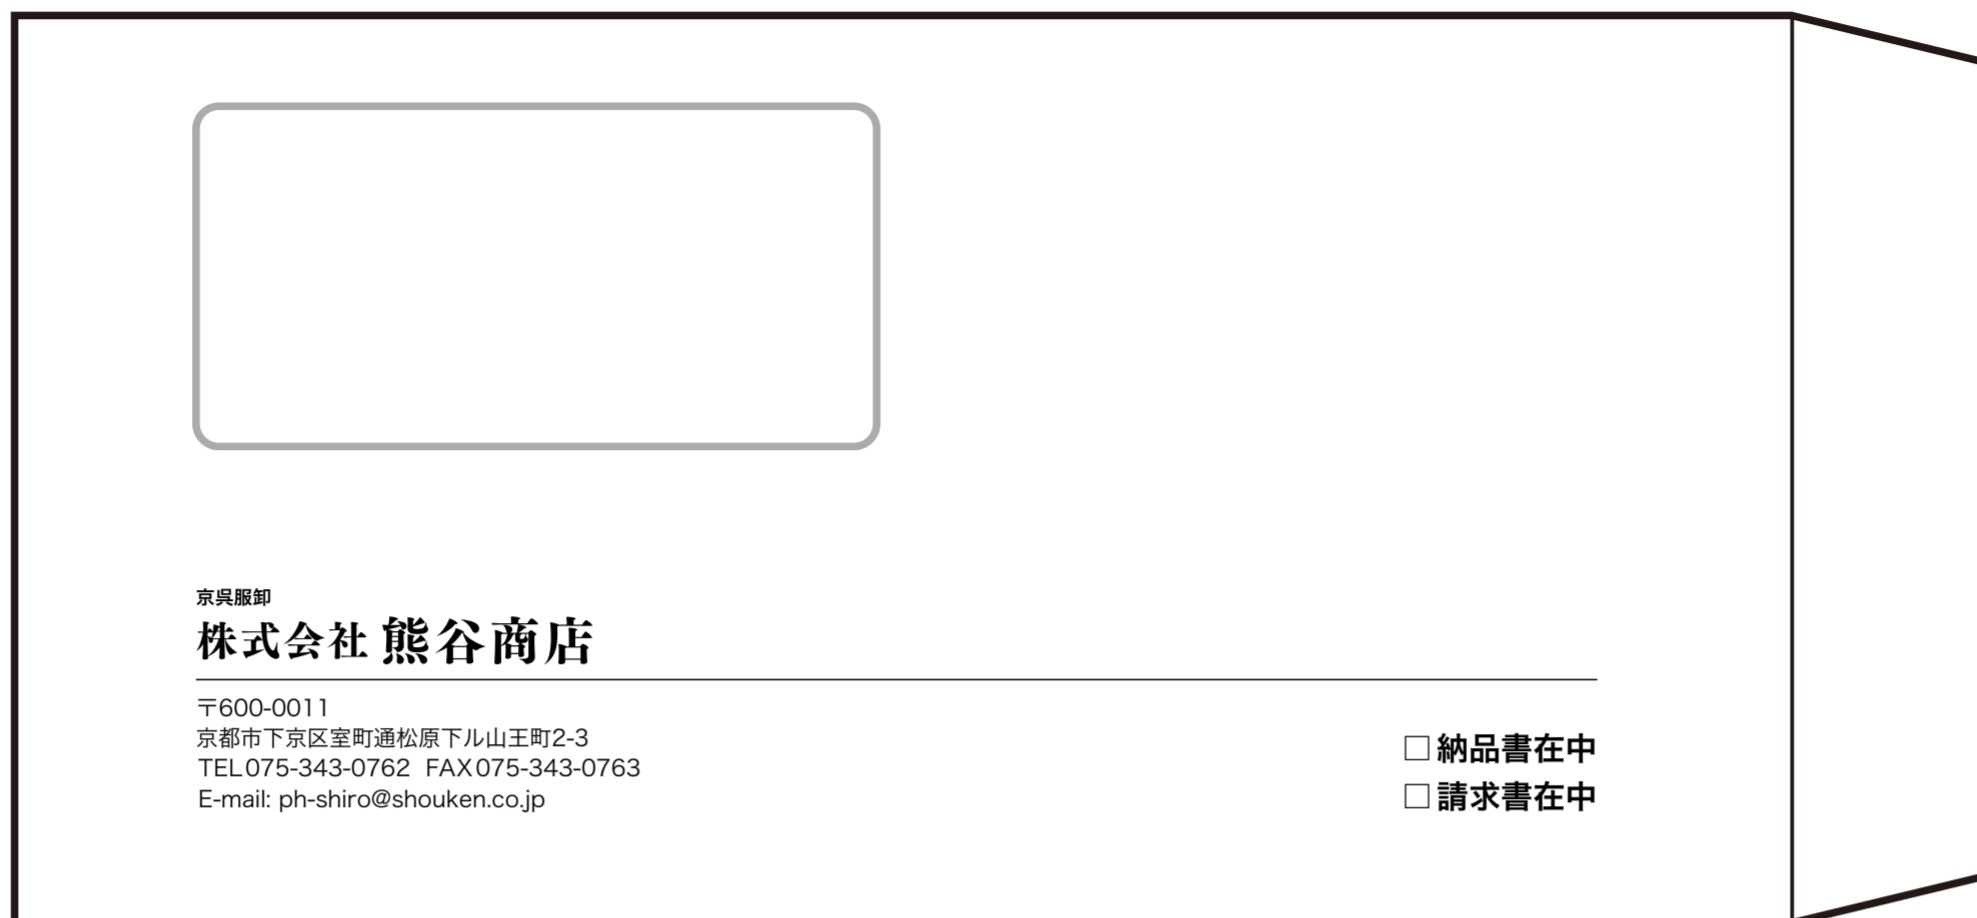 京呉服卸
株式会社 熊谷商店
〒600-0011
京都市下京区室町通松原下ル山王町2-3
TEL075-343-0762 FAX075-343-0763
E-mail: ph-shiro@shouken.co.jp
□納品書在中
□請求書在中